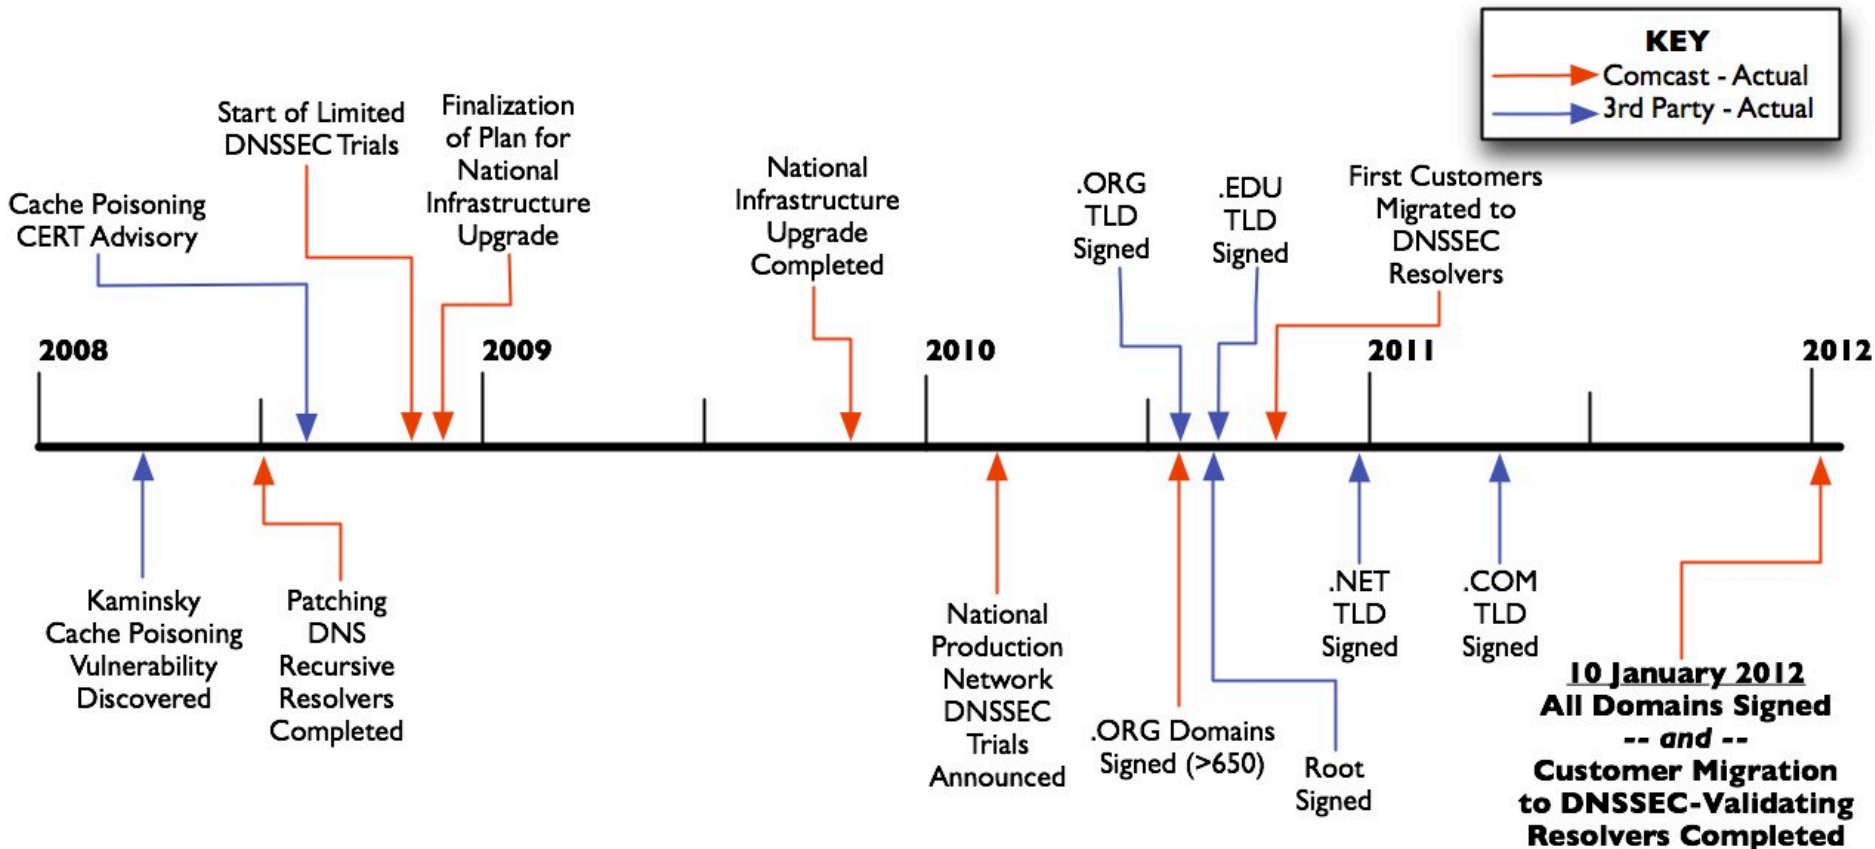 KEY
Comcast - Actual
3rd Party - Actual
Start of Limited
DNSSEC Trials
Finalization
of Plan for
National
Infrastructure
Upgrade
Cache Poisoning
CERT Advisory
National
Infrastructure
Upgrade
Completed
.ORG
TLD
Signed
.EDU
TLD
Signed
First Customers
Migrated to
DNSSEC
Resolvers
2008
2009
2010
2011
2012
Kaminsky
Cache Poisoning
Vulnerability
Discovered
Patching
DNS
Recursive
Resolvers
Completed
National
Production
Network
DNSSEC
Trials
Announced
.ORG Domains
Signed (>650)
Root
Signed
.NET
TLD
Signed
.COM
TLD
Signed
10 January 2012
All Domains Signed
-- and --
Customer Migration
to DNSSEC-Validating
Resolvers Completed